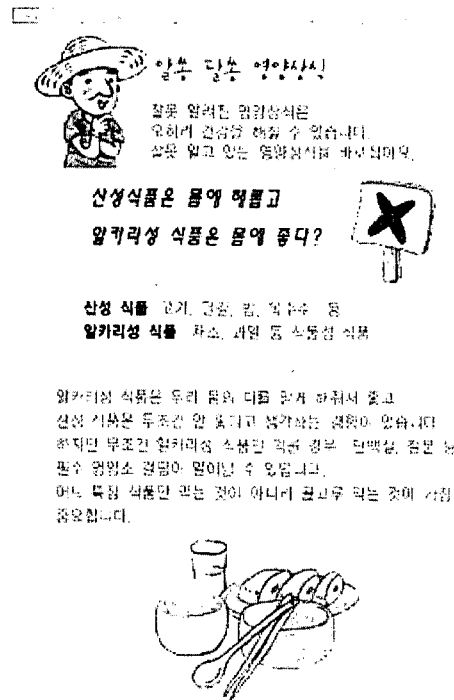 알쏭 달쏭 영양상식
잘못 알려진 영양상식은
오히려 건강을 해칠 수 있습니다.
잘못 알고 있는 영양상식을 바로잡아요.
산성식품은 몸에 해롭고
알카리성 식품은 몸에 좋다?
산성 식품 고기, 밥, 옥수수 등
알카리성 식품 채소, 과일 등 식물성 식품
알카리성 식품은 우리 몸의 피를 맑게 해줘서 좋고
산성 식품은 무조건 안 좋다고 생각하는 경향이 있습니다
하지만 무조건 알카리성 식품만 먹을 경우 단백질, 칼슘 등
필수 영양소 결핍이 일어날 수 있습니다.
어느 특정 식품만 먹는 것이 아니라 골고루 먹는 것이 가장
중요합니다.